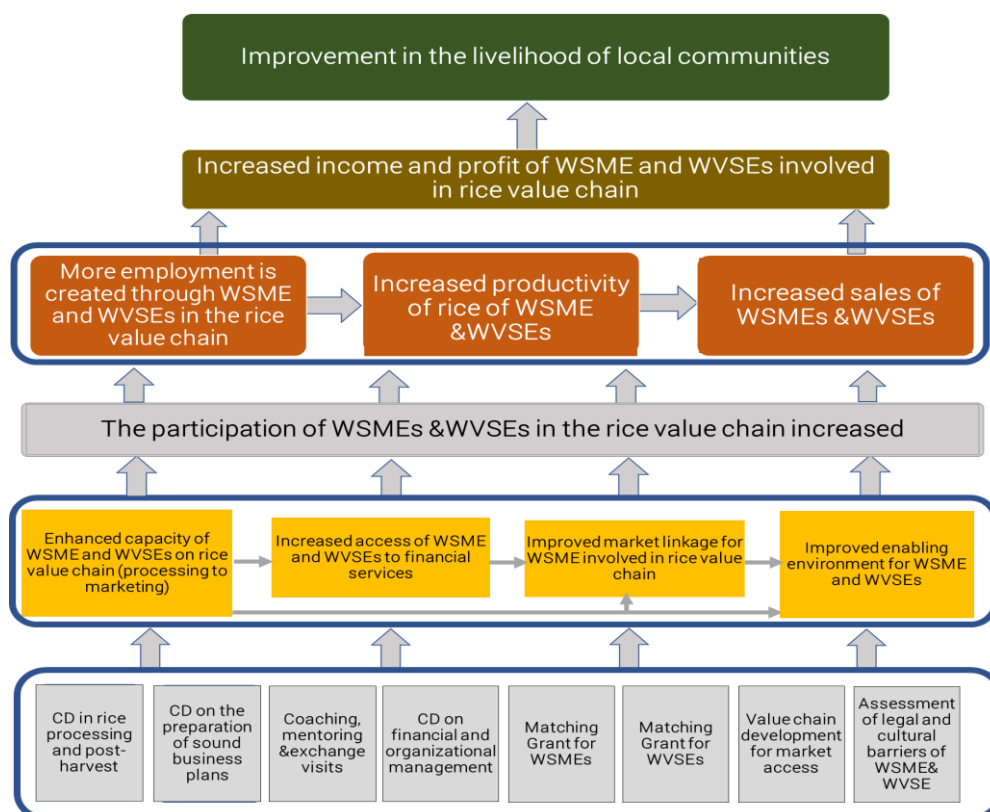 Improvement in the livelihood of local communities
Increased income and profit of WSME and WVSEs involved
in rice value chain
More employment is
created through WSME
and WVSEs in the rice
value chain
Increased productivity
of rice of WSME
&WVSEs
Increased sales of
WSMEs &WVSEs
The participation of WSMEs &WVSEs in the rice value chain increased
Enhanced capacity of
WSME and WVSEs on rice
value chain (processing to
marketing)
Increased access of WSME
and WVSEs to financial
services
Improved market linkage for
WSME involved in rice value
chain
Improved enabling
environment for WSME
and WVSEs
CD in rice
processing
and post-
harvest
CD on the
preparation
of sound
business
plans
Coaching,
mentoring
&exchange
visits
CD on
financial and
organizational
management
Matching
Grant for
WSMEs
Matching
Grant for
WVSEs
Value chain
development
for market
access
Assessment
of legal and
cultural
barriers of
WSME&
WVSE